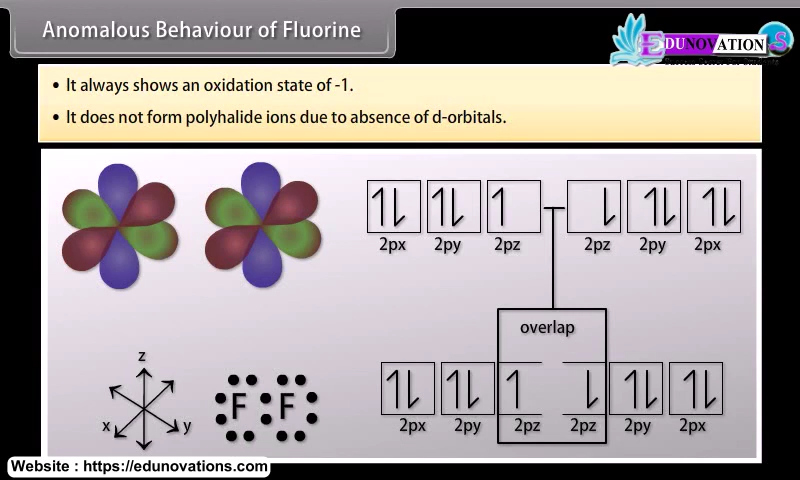 Anomalous Behaviour of Fluorine
EDUNOVATIONS
• It always shows an oxidation state of -1.
• It does not form polyhalide ions due to absence of d-orbitals.
2px 2py 2pz 2pz 2py 2px
overlap
z
x y
F F
2px 2py 2pz 2pz 2py 2px
Website : https://edunovations.com